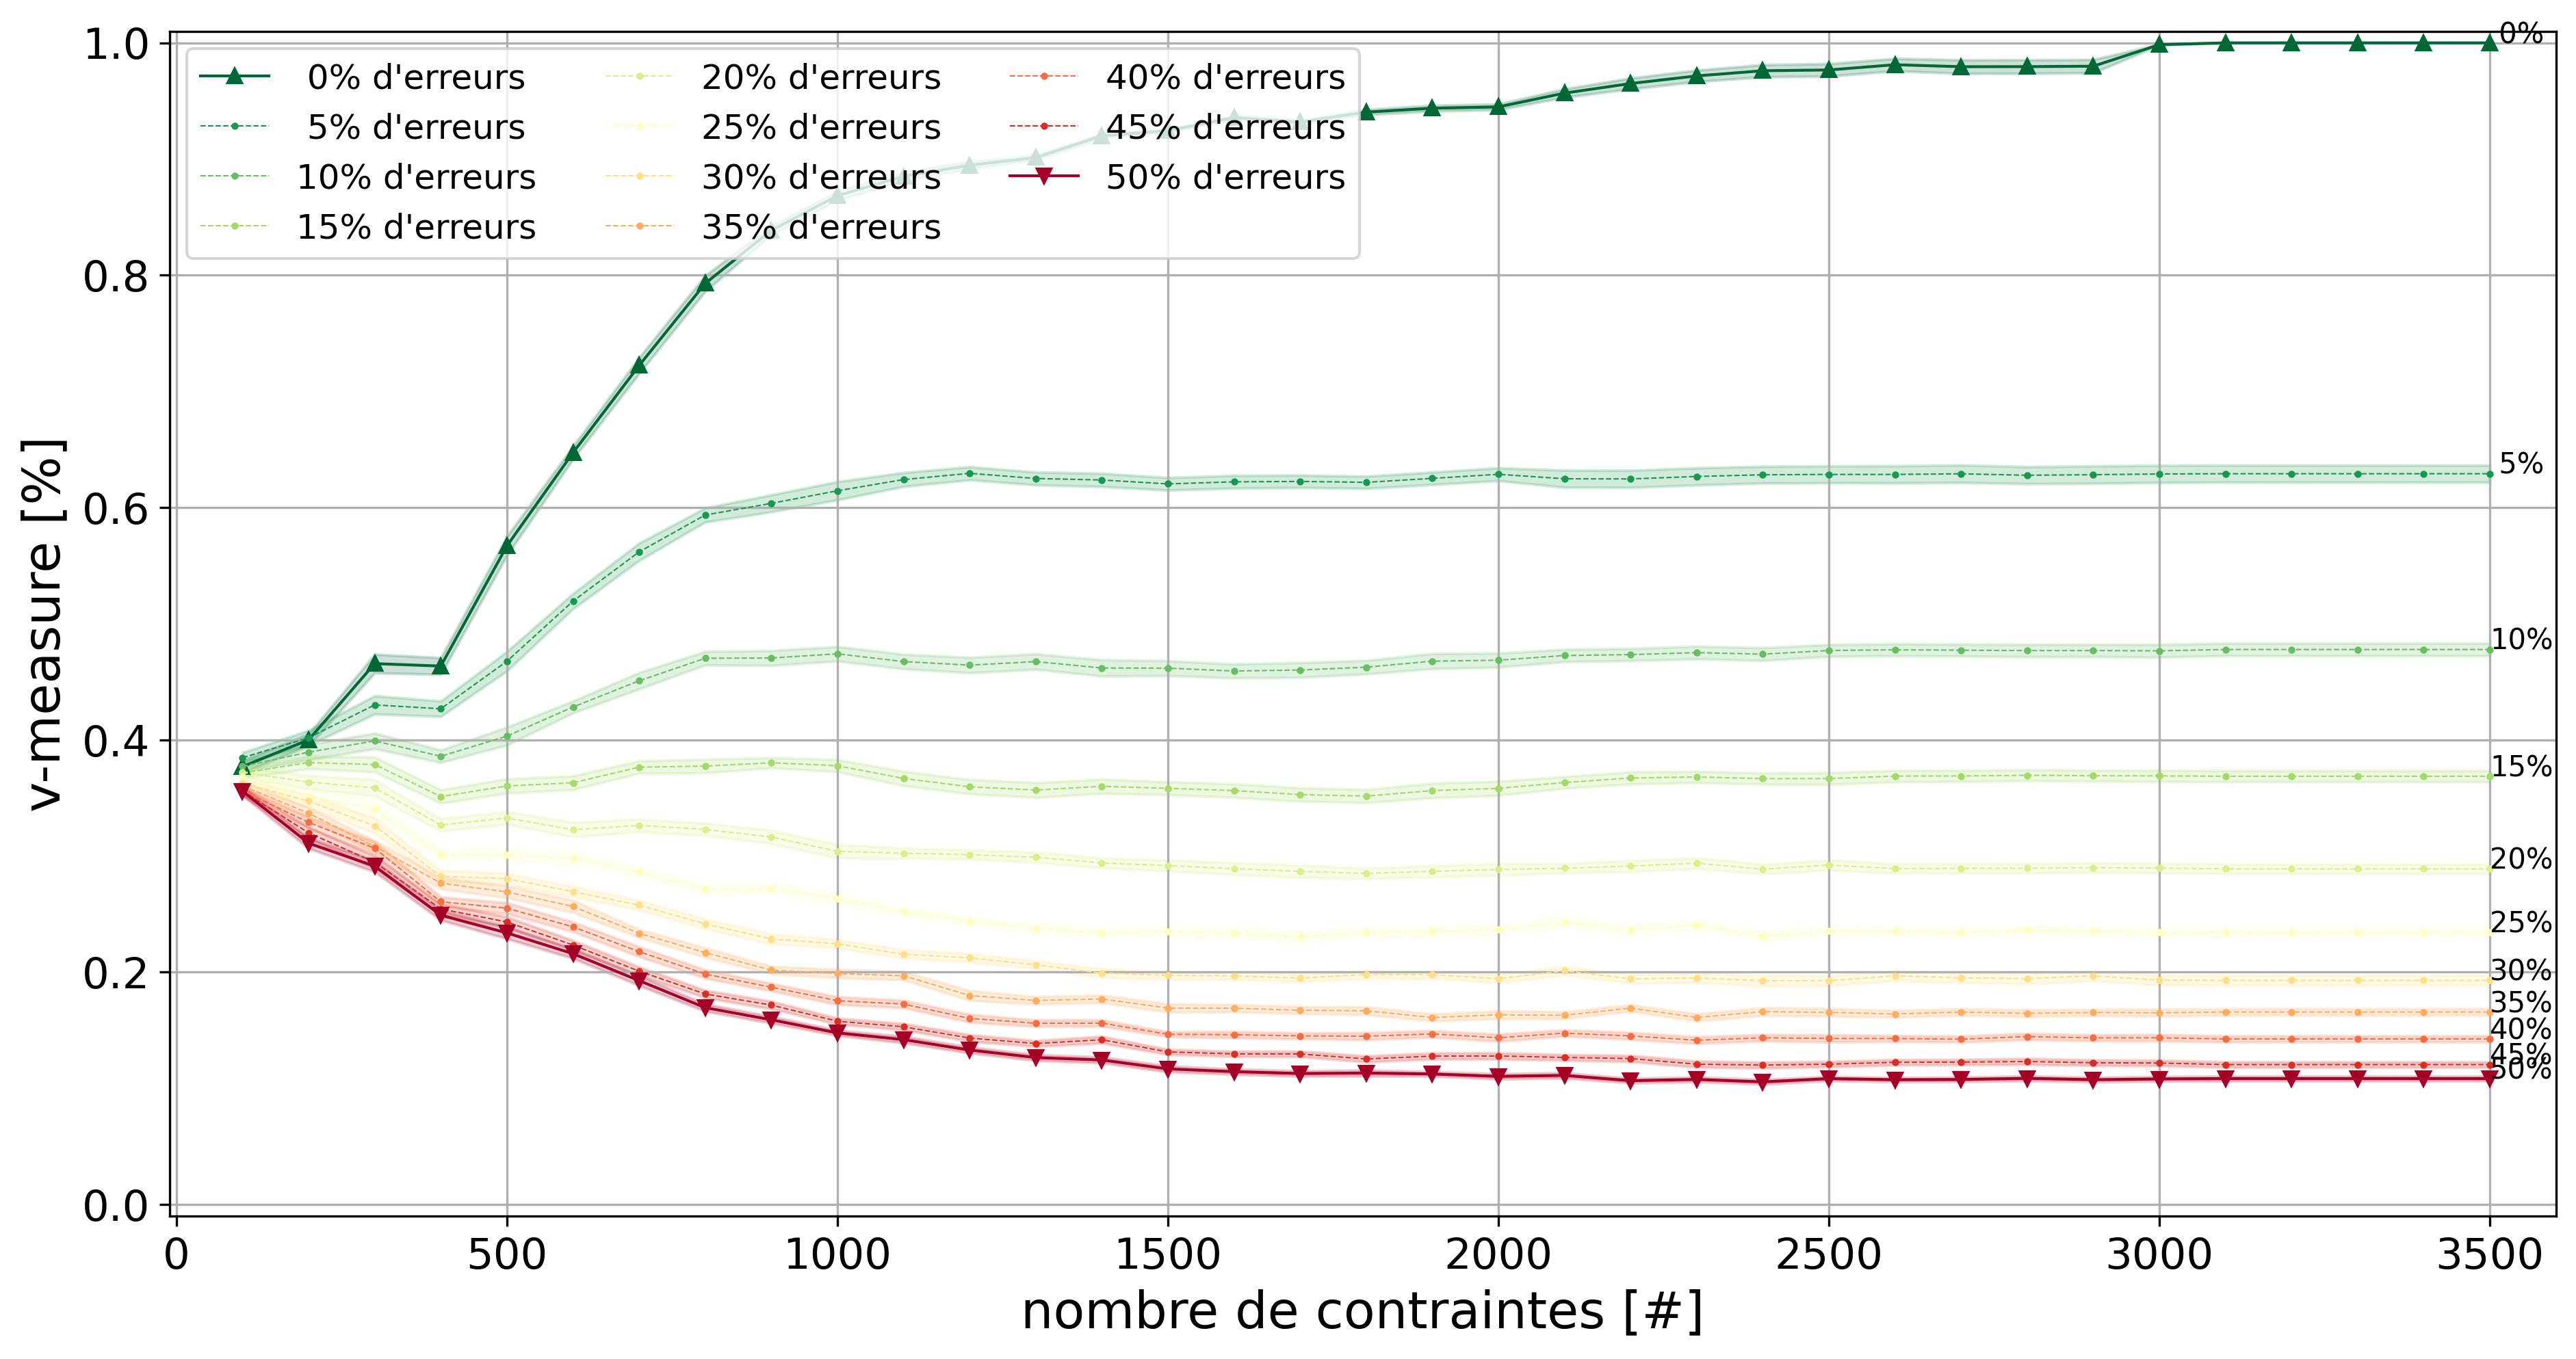 1.0
0.8
0.6
0.4
0.2
0.0
v-measure [%]
0% d'erreurs
5% d'erreurs
10% d'erreurs
15% d'erreurs
20% d'erreurs
25% d'erreurs
30% d'erreurs
35% d'erreurs
40% d'erreurs
45% d'erreurs
50% d'erreurs
0%
5%
10%
15%
20%
25%
30%
35%
40%
45%
50%
0 500 1000 1500 2000 2500 3000 3500
nombre de contraintes [#]